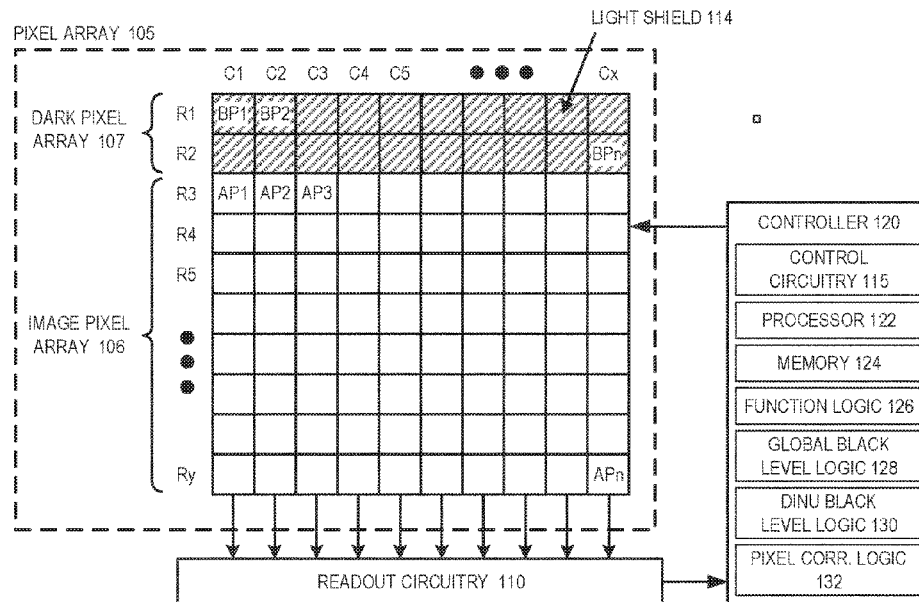 LIGHT SHIELD 114
PIXEL ARRAY 105
C1 C2 C3 C4 C5 Cx
DARK PIXEL
ARRAY 107
R1 BP1 BP2
R2 BPn
R3 AP1 AP2 AP3
R4
R5
IMAGE PIXEL
ARRAY 106
Ry APn
READOUT CIRCUITRY 110
CONTROLLER 120
CONTROL
CIRCUITRY 115
PROCESSOR 122
MEMORY 124
FUNCTION LOGIC 126
GLOBAL BLACK
LEVEL LOGIC 128
DINU BLACK
LEVEL LOGIC 130
PIXEL CORR. LOGIC
132